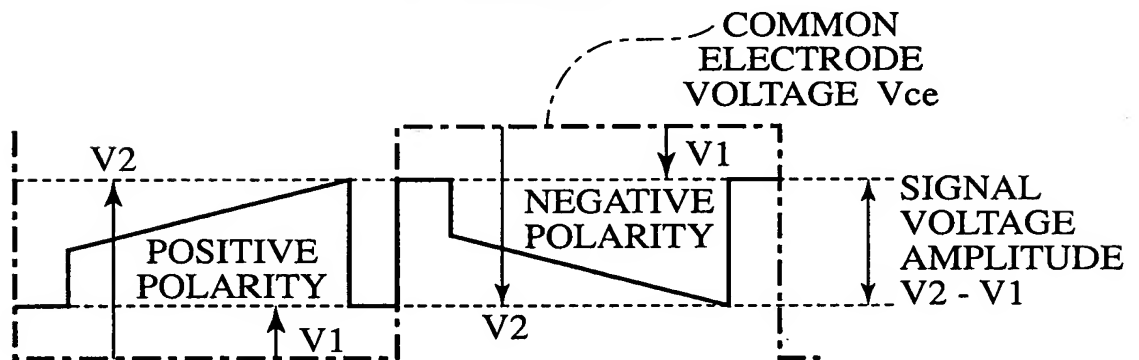 COMMON
ELECTRODE
VOLTAGE Vce
V2
V1
POSITIVE
POLARITY
V1
NEGATIVE
POLARITY
V2
SIGNAL
VOLTAGE
AMPLITUDE
V2 - V1